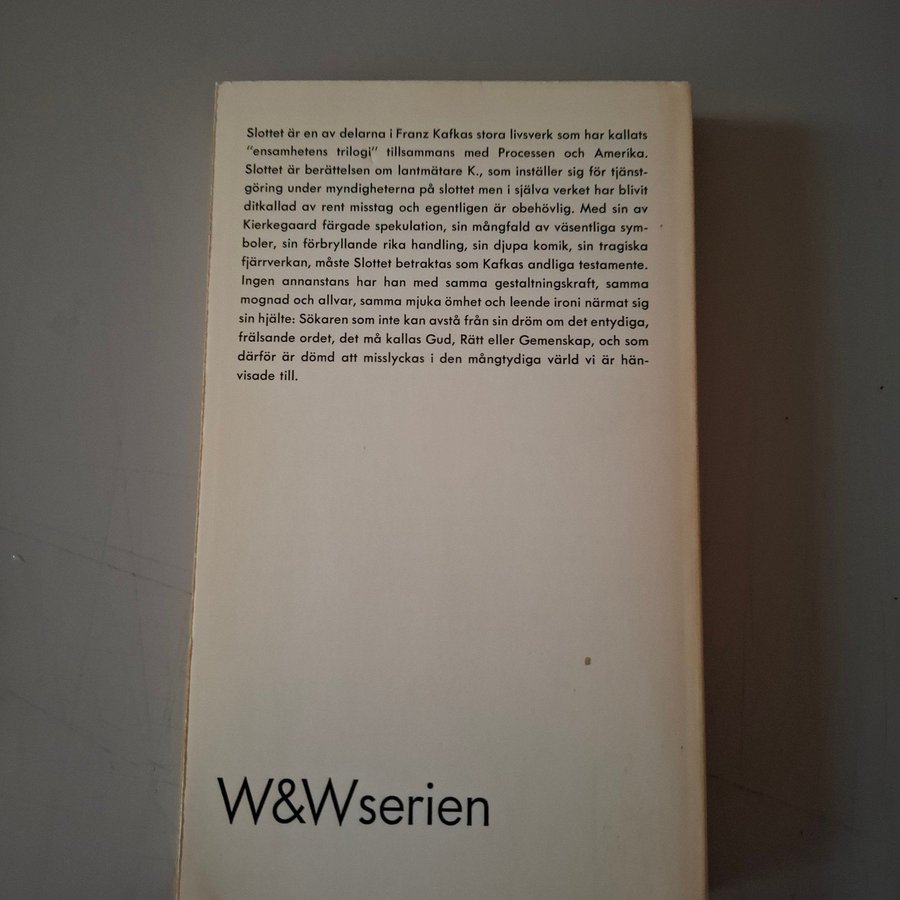 Slottet är en av delarna i Franz Kafkas stora livsverk som har kallats
"ensamhetens trilogi" tillsammans med Processen och Amerika.
Slottet är berättelsen om lantmätare K., som inställer sig för tjänst-
göring under myndigheterna på slottet men i själva verket har blivit
ditkallad av rent misstag och egentligen är obehövlig. Med sin av
Kierkegaard färgade spekulation, sin mångfald av väsentliga sym-
boler, sin förbryllande rika handling, sin djupa komik, sin tragiska
fjärrverkan, måste Slottet betraktas som Kafkas andliga testamente.
Ingen annanstans har han med samma gestaltningskraft, samma
mognad och allvar, samma mjuka ömhet och leende ironi närmat sig
sin hjälte: Sökaren som inte kan avstå från sin dröm om det entydiga,
frälsande ordet, det må kallas Gud, Rätt eller Gemenskap, och som
därför är dömd att misslyckas i den mångtydiga värld vi är hän-
visade till.
W&Wserien